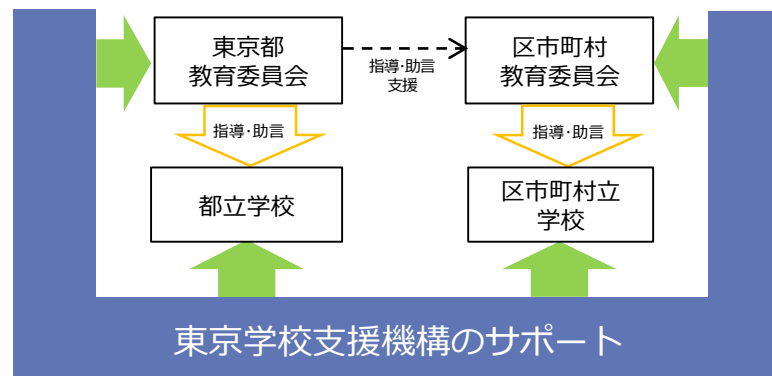 東京都
教育委員会
指導・助言
支援
区市町村
教育委員会
指導・助言
指導・助言
都立学校
区市町村立
学校
東京学校支援機構のサポート